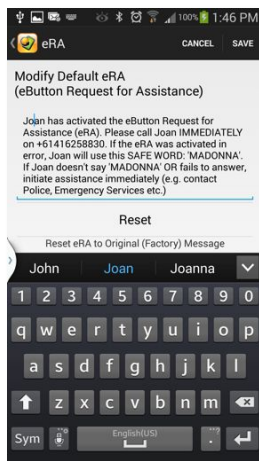 100% 1:46 PM
eRA CANCEL SAVE
Modify Default eRA
(eButton Request for Assistance)
Joan has activated the eButton Request for
Assistance (eRA). Please call Joan IMMEDIATELY
on +61416258830. If the eRA was activated in
error, Joan will use this SAFE WORD: 'MADONNA'.
If Joan doesn't say 'MADONNA' OR fails to answer,
initiate assistance immediately (e.g. contact
Police, Emergency Services etc.)
Reset
Reset eRA to Original (Factory) Message
John Joan Joanna
1 2 3 4 5 6 7 8 9 0
q w e r t y u i o p
a s d f g h j k l
z x c v b n m
Sym English(US) .